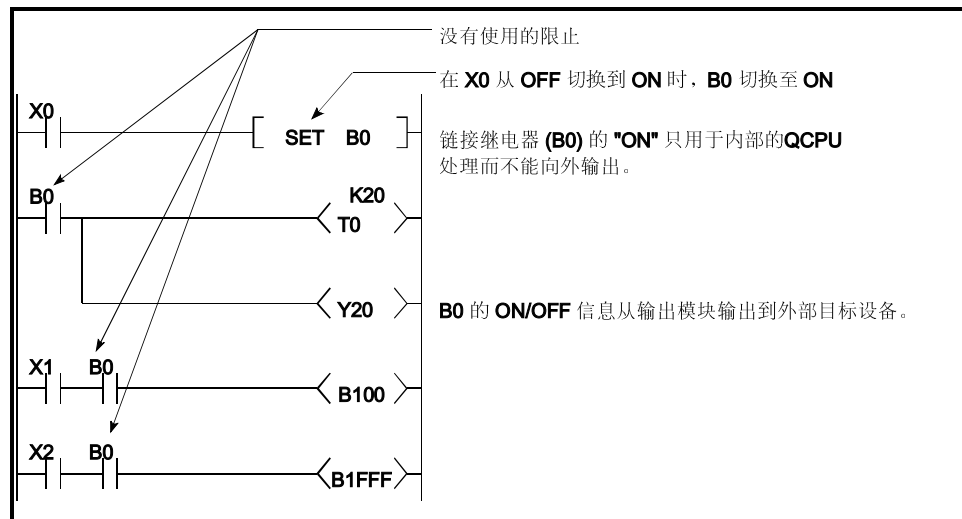 没有使用的限止
在 X0 从 OFF 切换到 ON 时，B0 切换至 ON
X0
SET B0
链接继电器 (B0) 的 "ON" 只用于内部的QCPU
处理而不能向外输出。
B0
K20
T0
Y20
B0 的 ON/OFF 信息从输出模块输出到外部目标设备。
X1 B0
B100
X2 B0
B1FFF